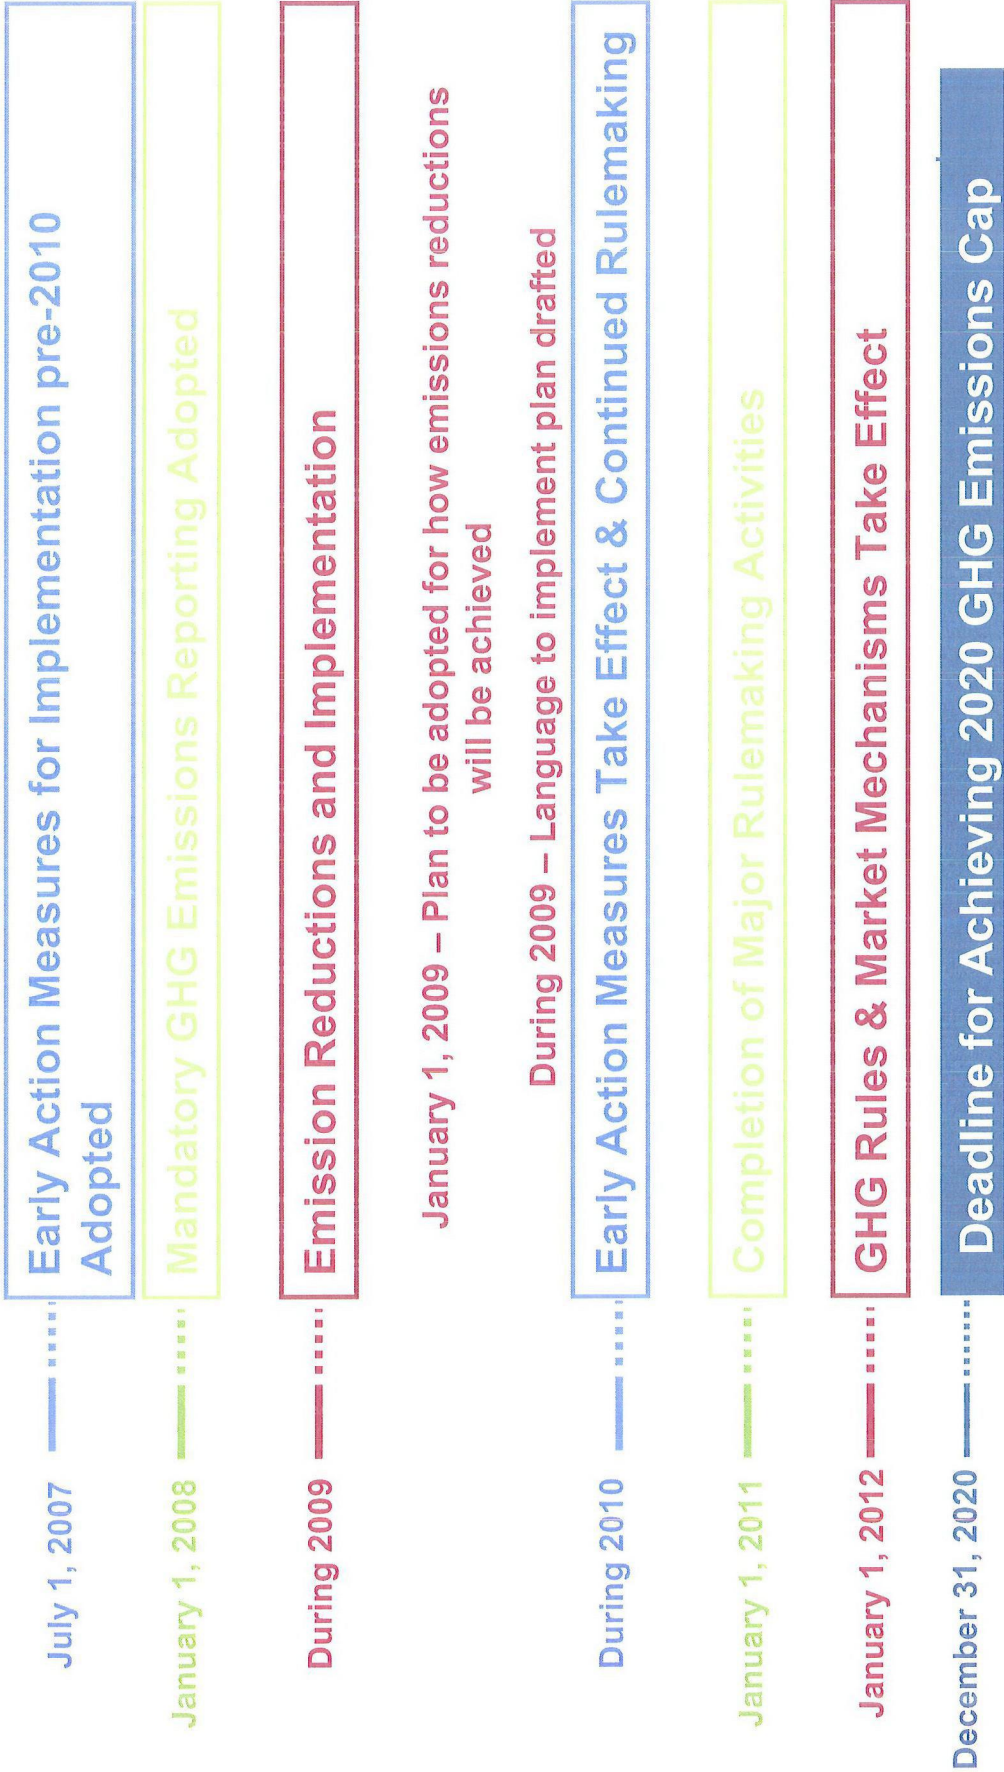 July 1, 2007
Early Action Measures for Implementation pre-2010
Adopted
January 1, 2008
Mandatory GHG Emissions Reporting Adopted
During 2009
Emission Reductions and Implementation
January 1, 2009 – Plan to be adopted for how emissions reductions
will be achieved
During 2009 – Language to implement plan drafted
During 2010
Early Action Measures Take Effect & Continued Rulemaking
January 1, 2011
Completion of Major Rulemaking Activities
January 1, 2012
GHG Rules & Market Mechanisms Take Effect
December 31, 2020
Deadline for Achieving 2020 GHG Emissions Cap